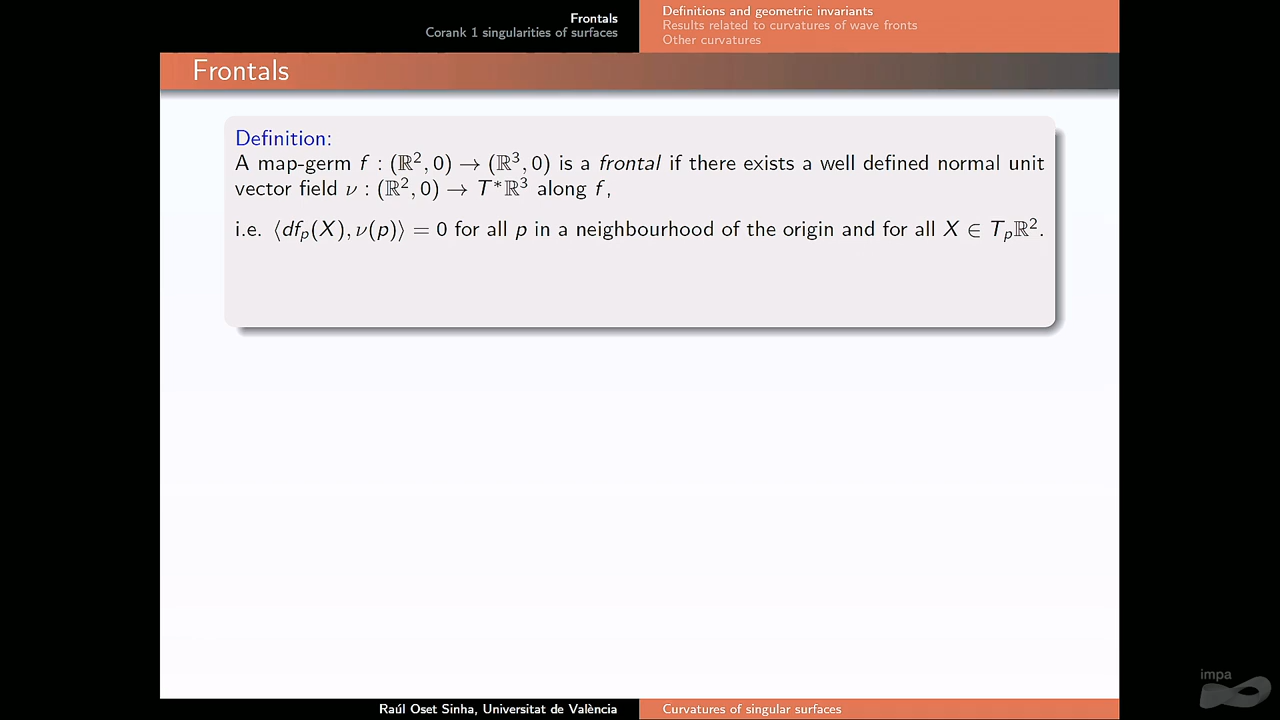 Frontals
Corank 1 singularities of surfaces
Definitions and geometric invariants
Results related to curvatures of wave fronts
Other curvatures
Frontals
Definition:
A map-germ f : (ℝ², 0) → (ℝ³, 0) is a frontal if there exists a well defined normal unit
vector field ν : (ℝ², 0) → T*ℝ³ along f,
i.e. ⟨df_p(X), ν(p)⟩ = 0 for all p in a neighbourhood of the origin and for all X ∈ T_pℝ².
impa
Raúl Oset Sinha, Universitat de València
Curvatures of singular surfaces